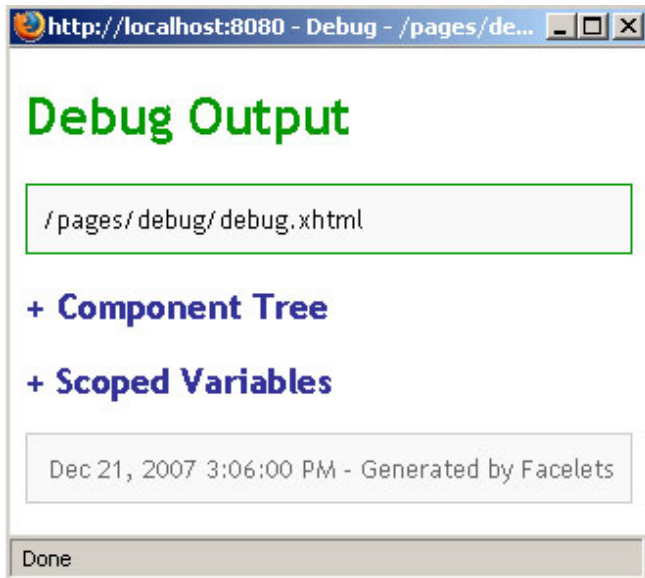 http://localhost:8080 - Debug - /pages/de...
Debug Output
/pages/debug/debug.xhtml
+ Component Tree
+ Scoped Variables
Dec 21, 2007 3:06:00 PM - Generated by Facelets
Done